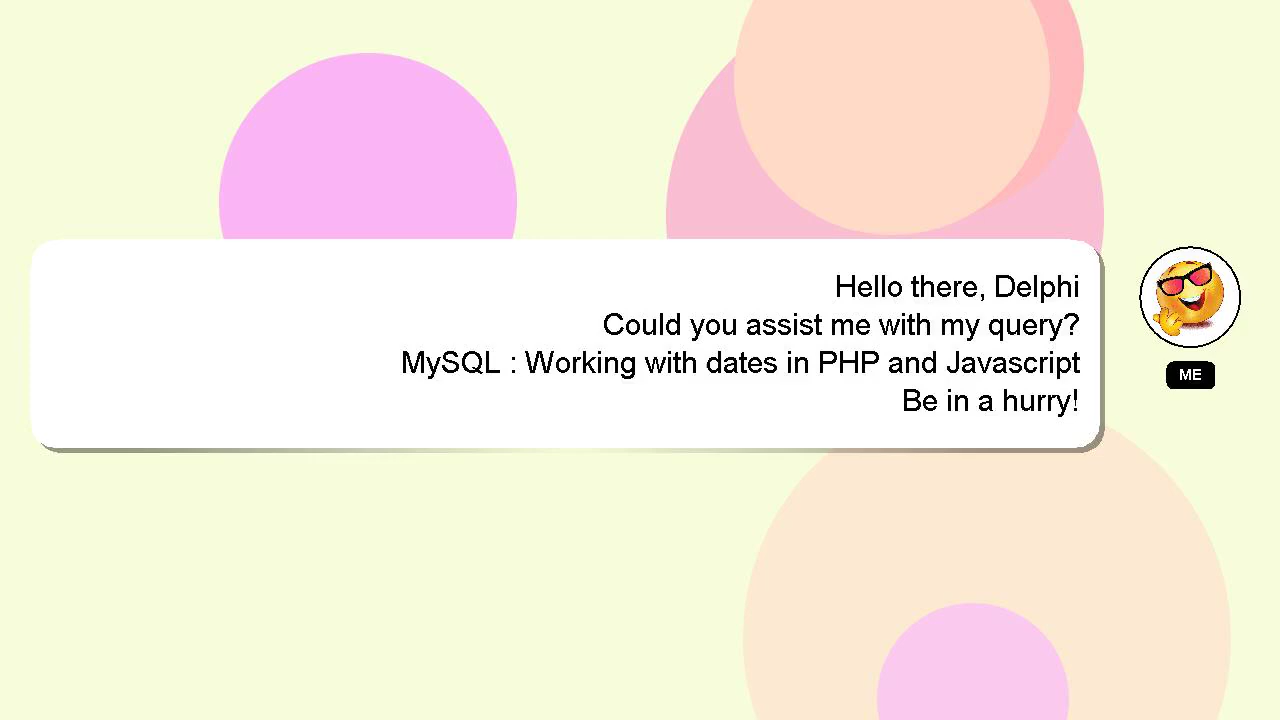 Hello there, Delphi
Could you assist me with my query?
MySQL : Working with dates in PHP and Javascript
Be in a hurry!
ME